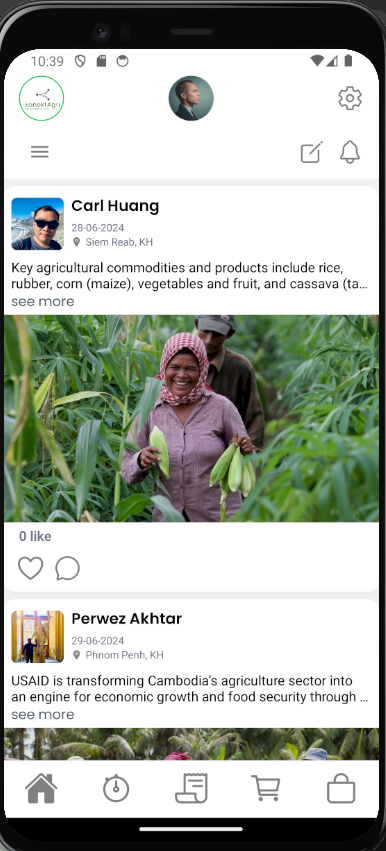 10:39
konektAgri
Carl Huang
28-06-2024
Siem Reab, KH
Key agricultural commodities and products include rice,
rubber, corn (maize), vegetables and fruit, and cassava (ta...
see more
0 like
Perwez Akhtar
29-06-2024
Phnom Penh, KH
USAID is transforming Cambodia's agriculture sector into
an engine for economic growth and food security through ...
see more